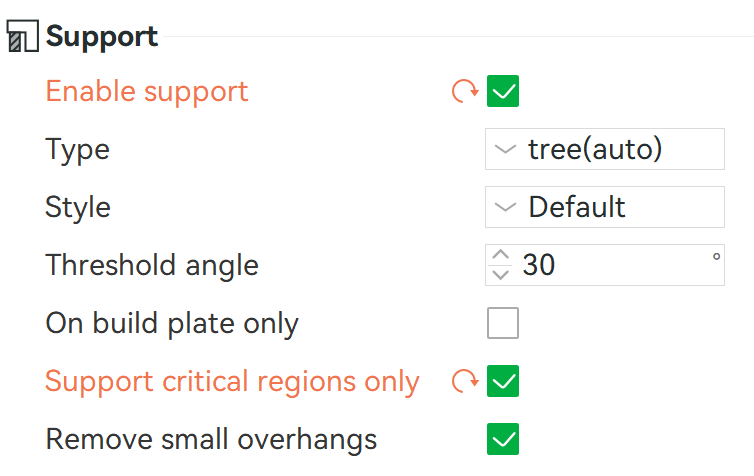 Support
Enable support
Type tree(auto)
Style Default
Threshold angle 30 °
On build plate only
Support critical regions only
Remove small overhangs